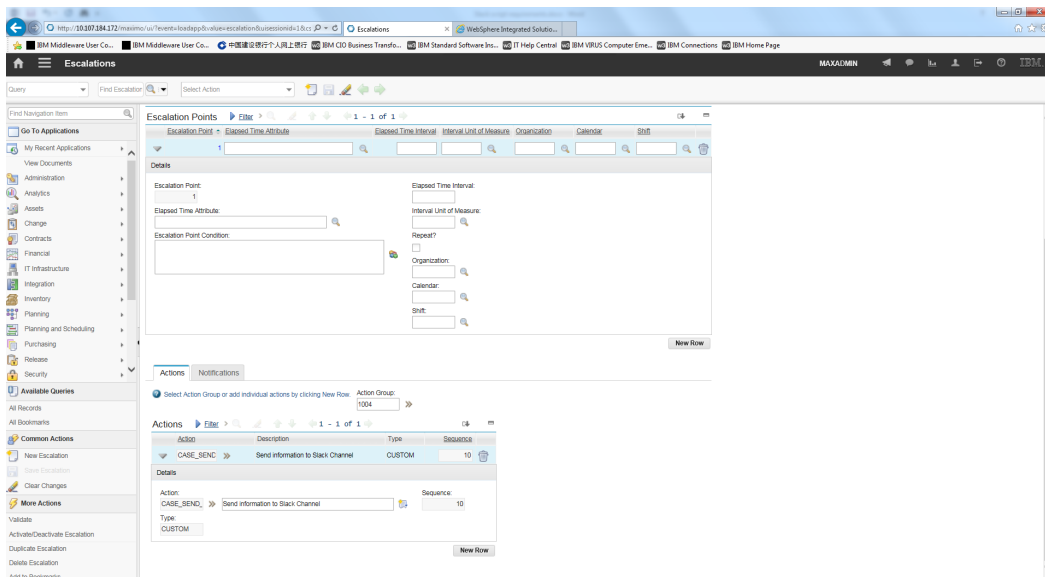 http://10.107.184.172/maximo/ui/?event=loadapp&value=escalation&uisessionid=1&cs
Escalations
WebSphere Integrated Solutio...
IBM Middleware User Co...
IBM Middleware User Co...
中国建设银行个人网上银行
IBM CIO Business Transfo...
IBM Standard Software Ins...
IT Help Central
IBM VIRUS Computer Eme...
IBM Connections
IBM Home Page
Escalations
MAXADMIN
IBM
Query
Find Escalation
Select Action
Find Navigation Item
Go To Applications
My Recent Applications
View Documents
Administration
Analytics
Assets
Change
Contracts
Financial
IT Infrastructure
Integration
Inventory
Planning
Planning and Scheduling
Purchasing
Release
Security
Available Queries
All Records
All Bookmarks
Common Actions
New Escalation
Save Escalation
Clear Changes
More Actions
Validate
Activate/Deactivate Escalation
Duplicate Escalation
Delete Escalation
Add to Bookmarks
Escalation Points Filter 1 - 1 of 1
Escalation Point Elapsed Time Attribute Elapsed Time Interval Interval Unit of Measure Organization Calendar Shift
1
Details
Escalation Point:
1
Elapsed Time Attribute:
Escalation Point Condition:
Elapsed Time Interval:
Interval Unit of Measure:
Repeat?
Organization:
Calendar:
Shift:
New Row
Actions Notifications
Select Action Group or add individual actions by clicking New Row.
Action Group:
1004
Actions Filter 1 - 1 of 1
Action Description Type Sequence
CASE_SEND Send information to Slack Channel CUSTOM 10
Details
Action:
CASE_SEND_ Send information to Slack Channel
Sequence:
10
Type:
CUSTOM
New Row